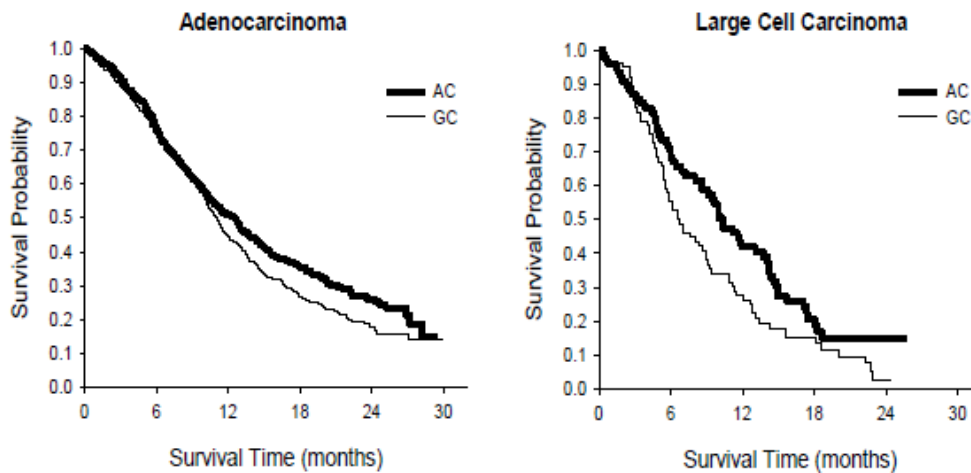 Adenocarcinoma
1.0
0.9
0.8
0.7
0.6
0.5
0.4
0.3
0.2
0.1
0.0
Survival Probability
AC
GC
0 6 12 18 24 30
Survival Time (months)
Large Cell Carcinoma
1.0
0.9
0.8
0.7
0.6
0.5
0.4
0.3
0.2
0.1
0.0
Survival Probability
AC
GC
0 6 12 18 24 30
Survival Time (months)